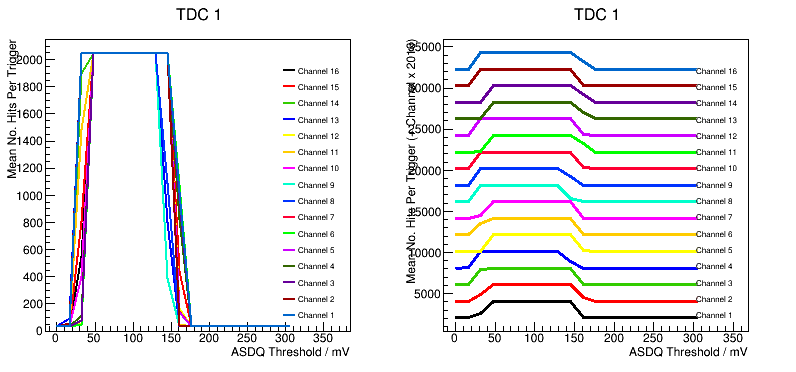 TDC 1
Mean No. Hits Per Trigger
2000
1800
1600
1400
1200
1000
800
600
400
200
0
0 50 100 150 200 250 300 350
ASDQ Threshold / mV
Channel 16
Channel 15
Channel 14
Channel 13
Channel 12
Channel 11
Channel 10
Channel 9
Channel 8
Channel 7
Channel 6
Channel 5
Channel 4
Channel 3
Channel 2
Channel 1
TDC 1
Mean No. Hits Per Trigger (+ Channel x
35000
30000
25000
20000
15000
10000
5000
0 50 100 150 200 250 300 350
ASDQ Threshold / mV
Channel 16
Channel 15
Channel 14
Channel 13
Channel 12
Channel 11
Channel 10
Channel 9
Channel 8
Channel 7
Channel 6
Channel 5
Channel 4
Channel 3
Channel 2
Channel 1